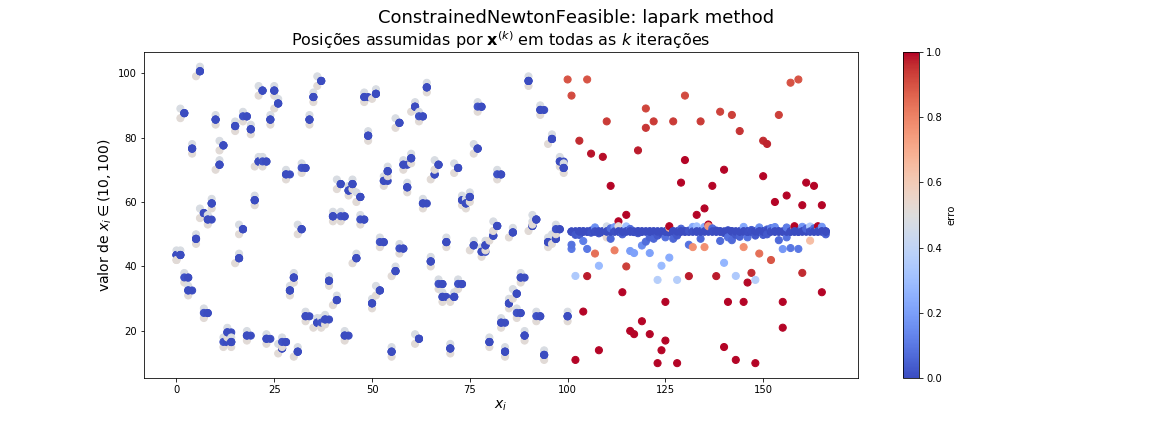 ConstrainedNewtonFeasible: lapark method
Posições assumidas por x^(k) em todas as k iterações
valor de x_i ∈ (10, 100)
100
80
60
40
20
0 25 50 75 100 125 150
x_i
1.0
0.8
0.6
0.4
0.2
0.0
erro